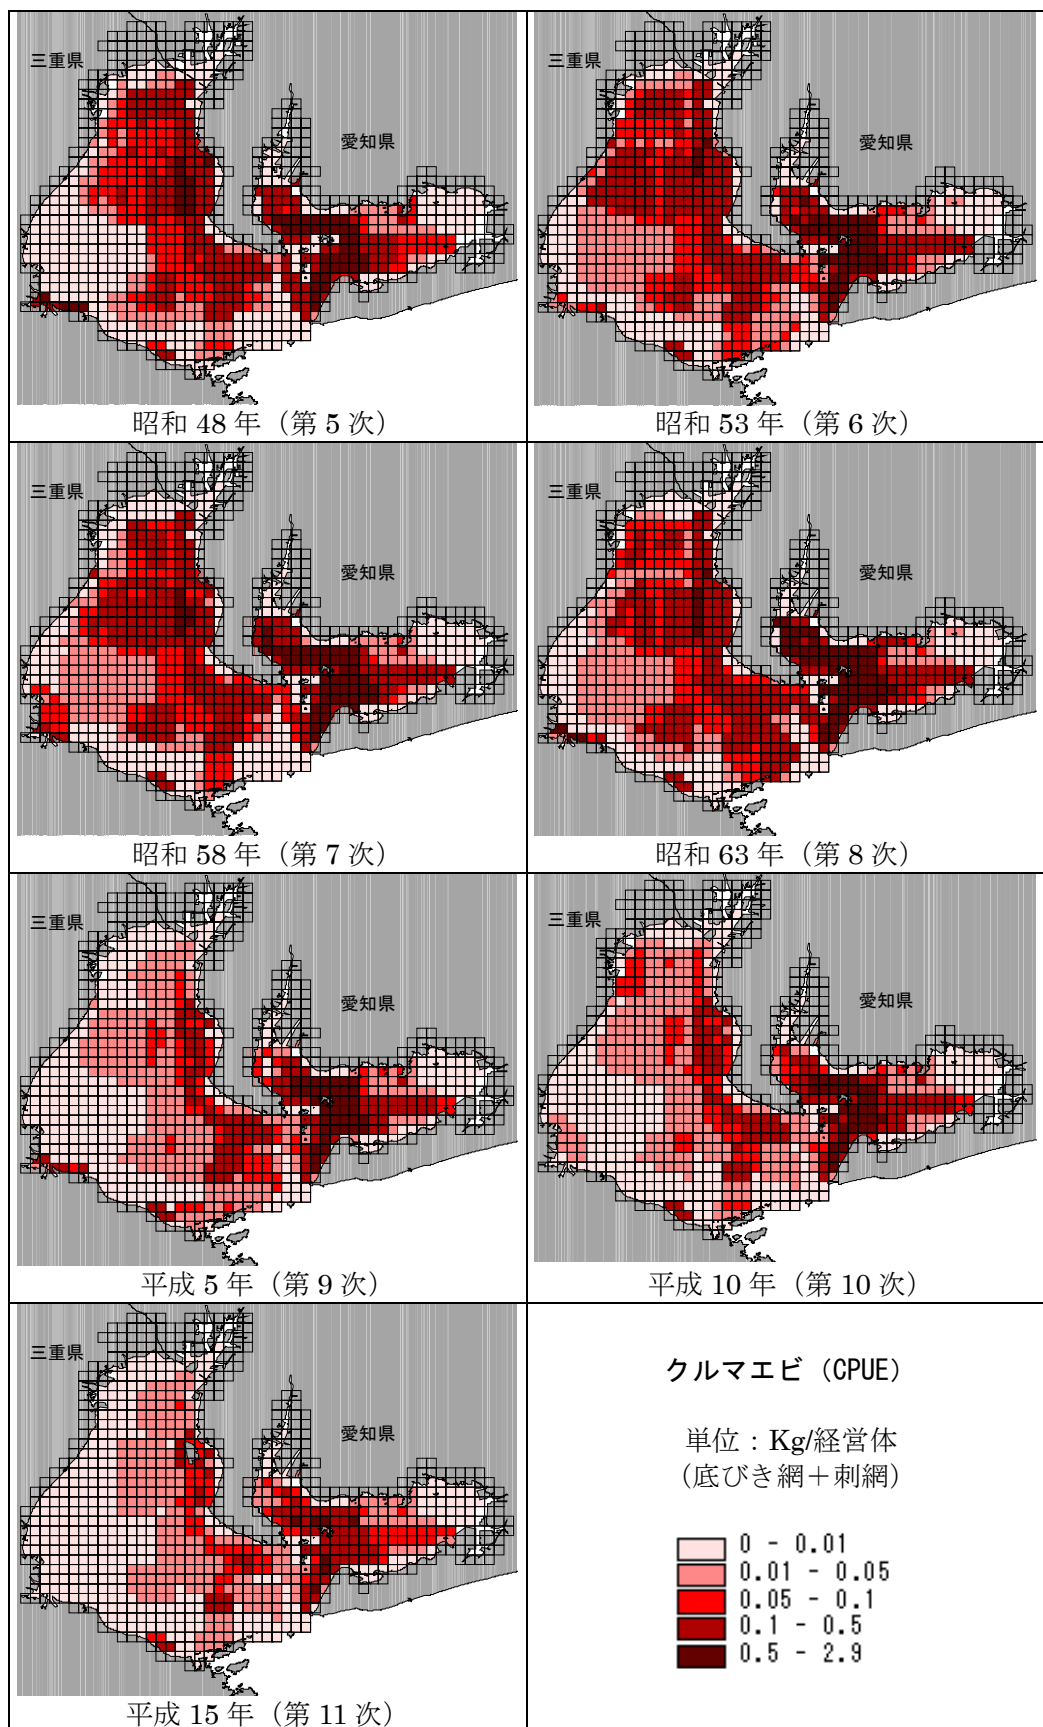 三重県
愛知県
昭和 48 年（第 5 次）
三重県
愛知県
昭和 53 年（第 6 次）
三重県
愛知県
昭和 58 年（第 7 次）
三重県
愛知県
昭和 63 年（第 8 次）
三重県
愛知県
平成 5 年（第 9 次）
三重県
愛知県
平成 10 年（第 10 次）
三重県
愛知県
平成 15 年（第 11 次）
クルマエビ（CPUE）
単位：Kg/経営体
（底びき網＋刺網）
0 - 0.01
0.01 - 0.05
0.05 - 0.1
0.1 - 0.5
0.5 - 2.9